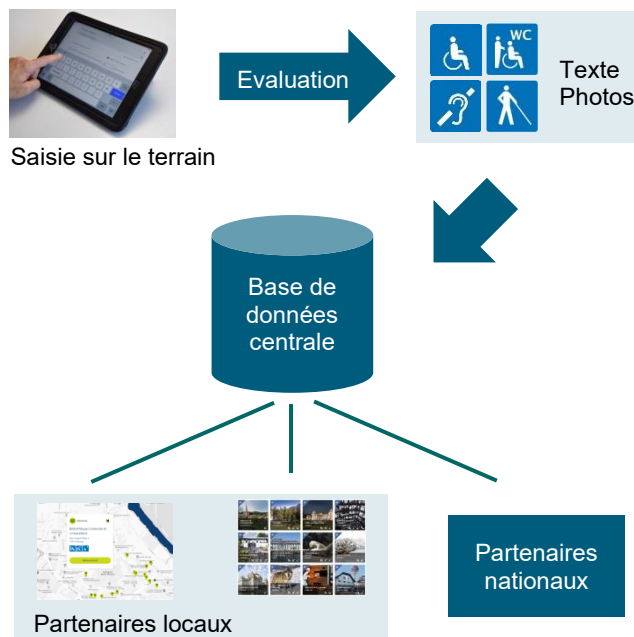 Evaluation
WC
Texte
Photos
Saisie sur le terrain
Base de
données
centrale
Partenaires
nationaux
Partenaires locaux